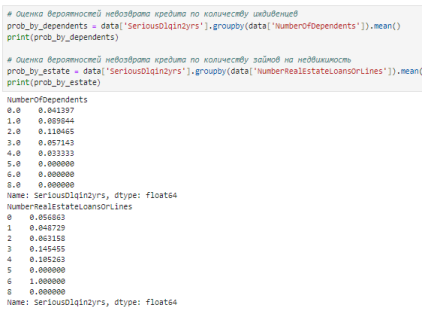 # Оценка вероятностей невозврата кредита по количеству иждивенцев
prob_by_dependents = data['SeriousDlqin2yrs'].groupby(data['NumberOfDependents']).mean()
print(prob_by_dependents)
# Оценка вероятностей невозврата кредита по количеству займов на недвижимость
prob_by_estate = data['SeriousDlqin2yrs'].groupby(data['NumberRealEstateLoansOrLines']).mean(
print(prob_by_estate)
NumberOfDependents
0.0 0.041397
1.0 0.089844
2.0 0.110465
3.0 0.057143
4.0 0.033333
5.0 0.000000
6.0 0.000000
8.0 0.000000
Name: SeriousDlqin2yrs, dtype: float64
NumberRealEstateLoansOrLines
0 0.056863
1 0.048729
2 0.063158
3 0.145455
4 0.105263
5 0.000000
6 1.000000
8 0.000000
Name: SeriousDlqin2yrs, dtype: float64